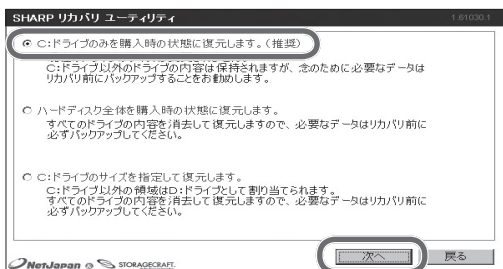 SHARP リカバリ ユーティリティ
1.61030.1
C:ドライブのみを購入時の状態に復元します。(推奨)
C:ドライブ以外のドライブの内容は保持されますが、念のために必要なデータは
リカバリ前にバックアップすることをお勧めします。
ハードディスク全体を購入時の状態に復元します。
すべてのドライブの内容を消去して復元しますので、必要なデータはリカバリ前に
必ずバックアップしてください。
C:ドライブのサイズを指定して復元します。
C:ドライブ以外の領域はD:ドライブとして割り当てられます。
すべてのドライブの内容を消去して復元しますので、必要なデータはリカバリ前に
必ずバックアップしてください。
NetJapan STORAGECRAFT.
次へ
戻る